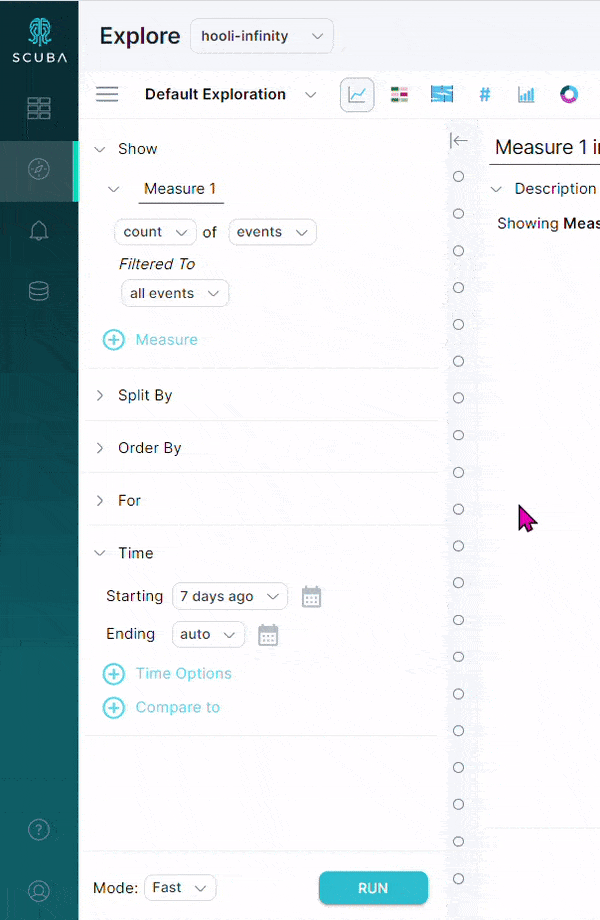 SCUBA
Explore
hooli-infinity
Default Exploration
#
Show
Measure 1
count of events
Filtered To
all events
Measure
Split By
Order By
For
Time
Starting 7 days ago
Ending auto
Time Options
Compare to
Mode: Fast
RUN
?
Measure 1 i
Description
Showing Meas